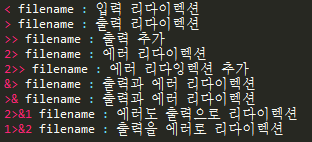 < filename : 입력 리다이렉션
> filename : 출력 리다이렉션
>> filename : 출력 추가
2> filename : 에러 리다이렉션
2>> filename : 에러 리다잉렉션 추가
&> filename : 출력과 에러 리다이렉션
>& filename : 출력과 에러 리다이렉션
2>&1 filename : 에러도 출력으로 리다이렉션
1>&2 filename : 출력을 에러로 리다이렉션